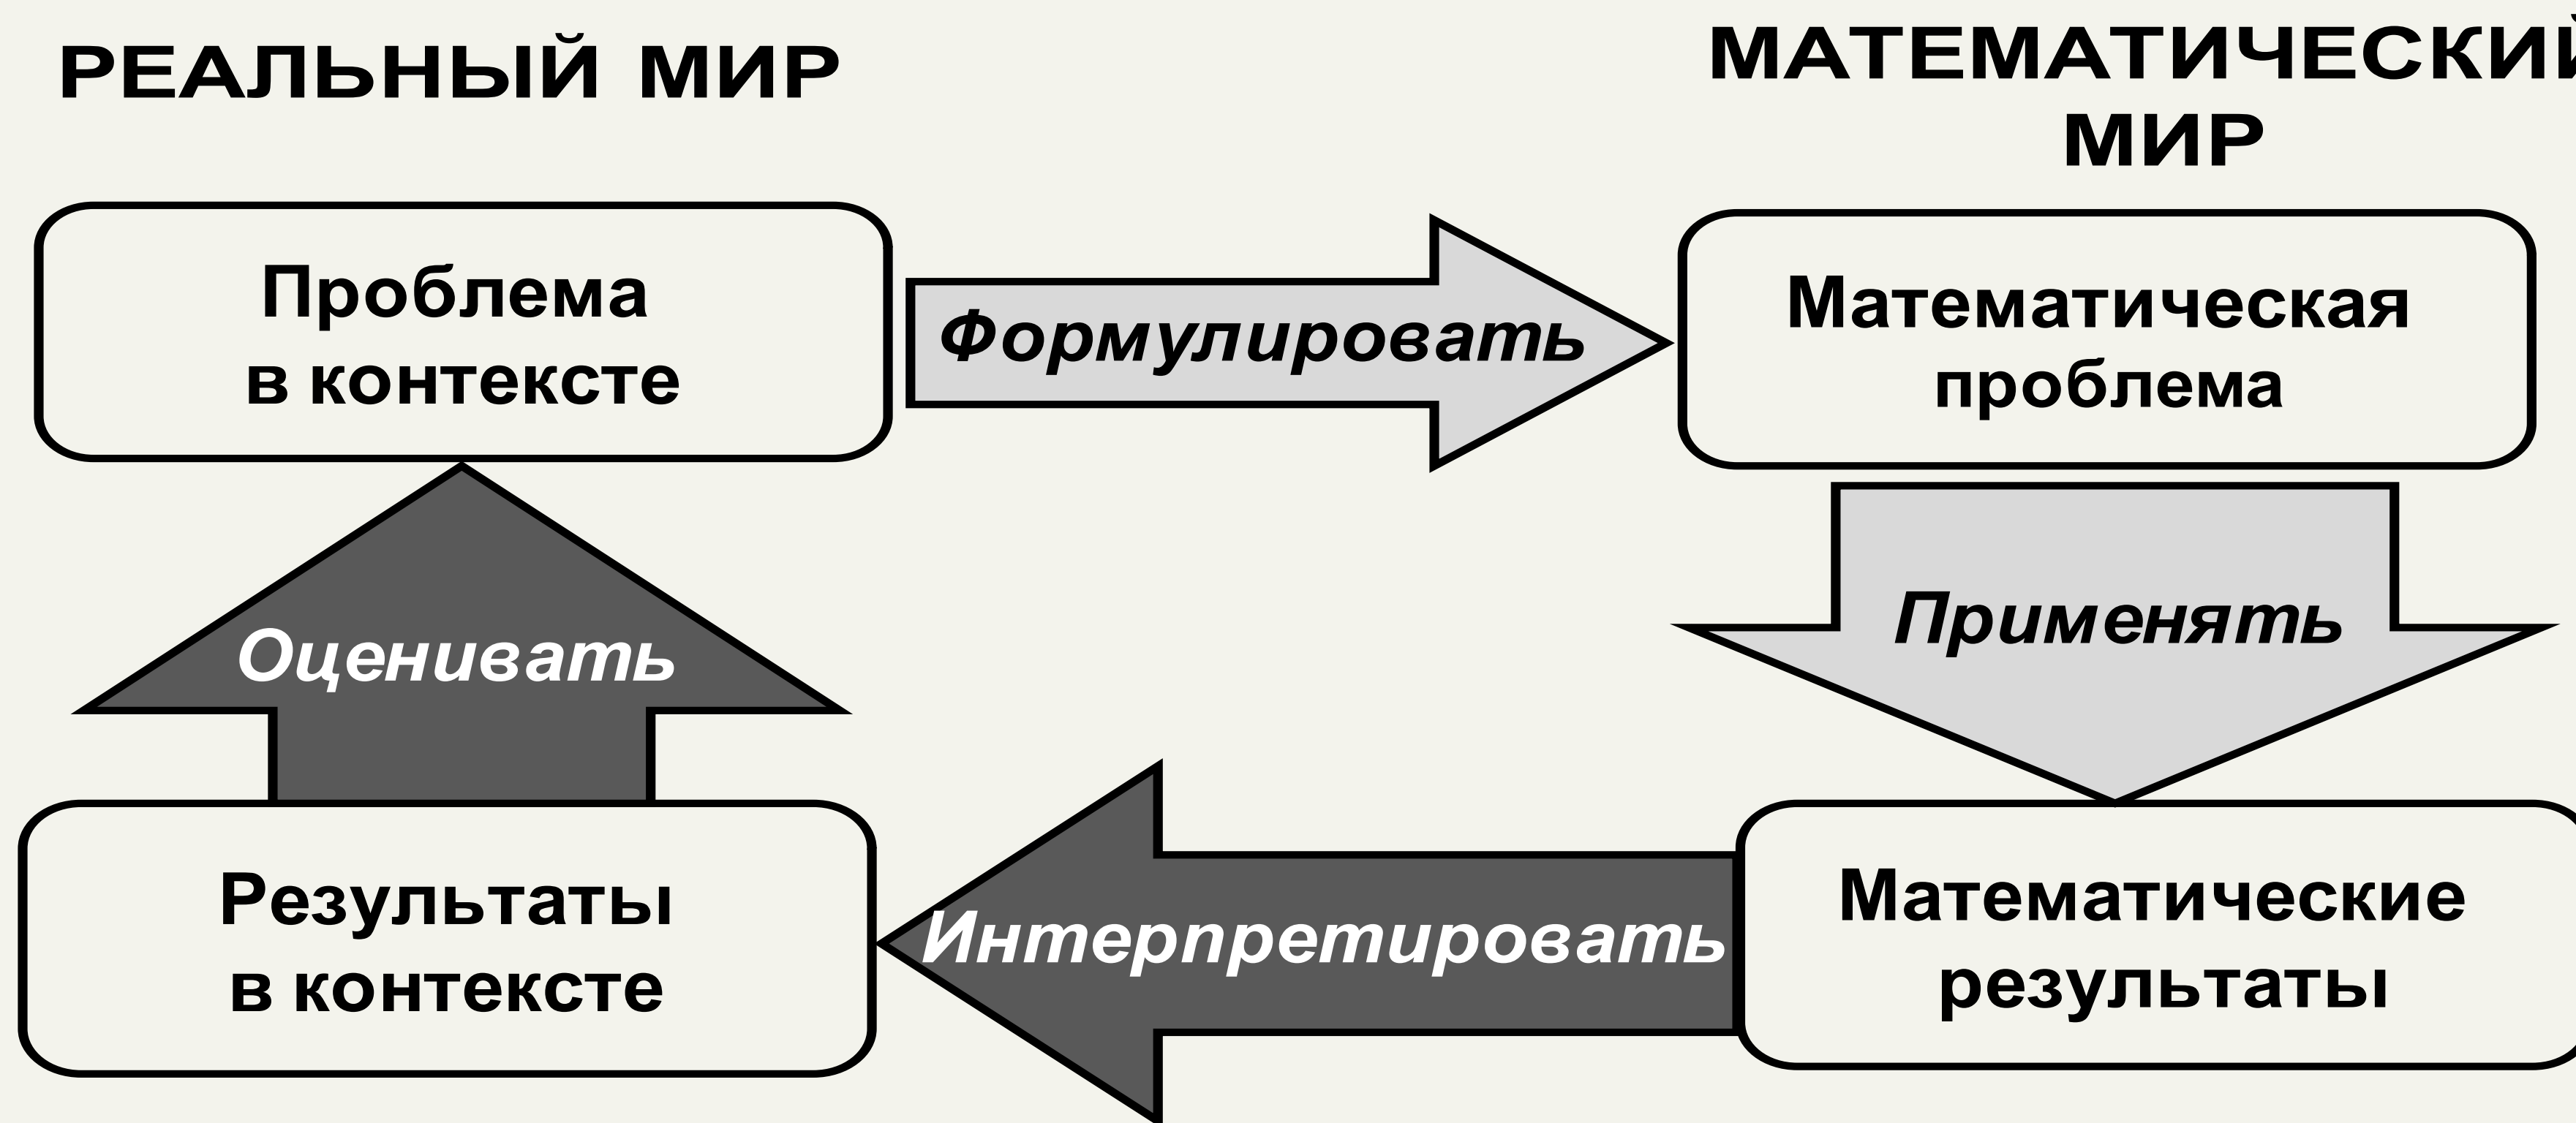 РЕАЛЬНЫЙ МИР
МАТЕМАТИЧЕСКИЙ
МИР
Проблема
в контексте
Формулировать
Математическая
проблема
Оценивать
Применять
Результаты
в контексте
Интерпретировать
Математические
результаты